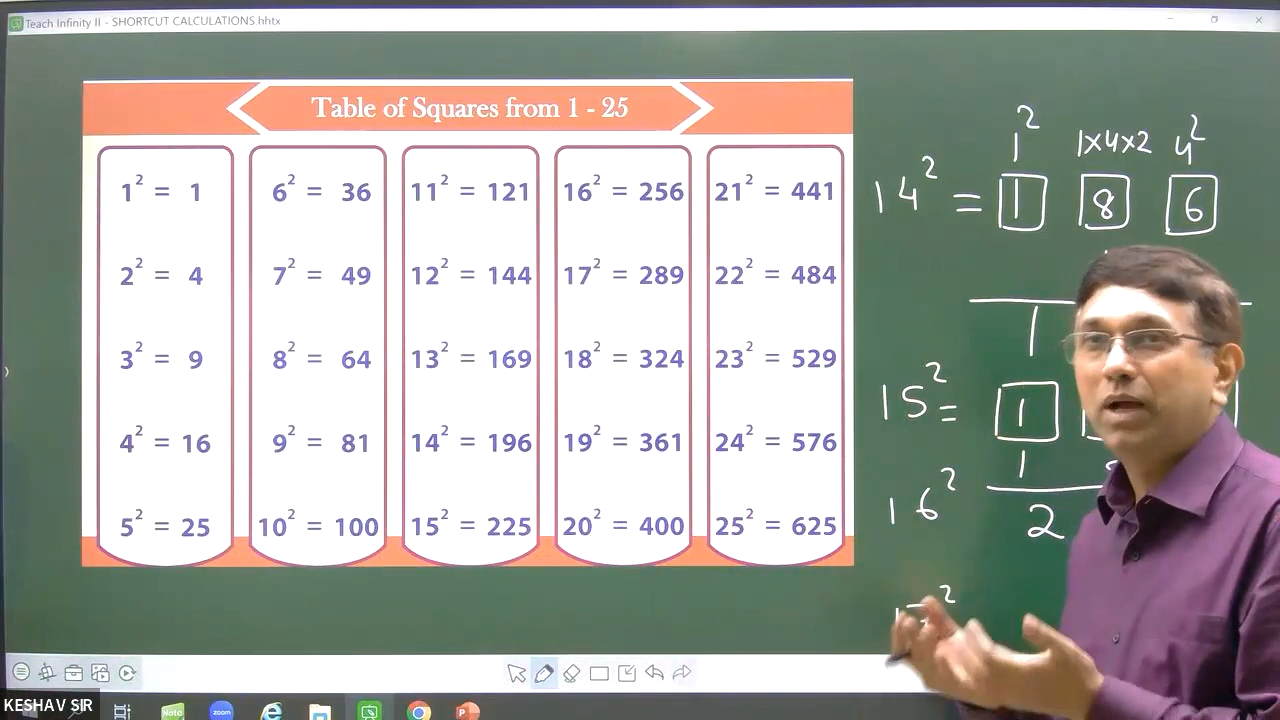 Teach Infinity II - SHORTCUT CALCULATIONS.hhtx
Table of Squares from 1 - 25
1² = 1
2² = 4
3² = 9
4² = 16
5² = 25
6² = 36
7² = 49
8² = 64
9² = 81
10² = 100
11² = 121
12² = 144
13² = 169
14² = 196
15² = 225
16² = 256
17² = 289
18² = 324
19² = 361
20² = 400
21² = 441
22² = 484
23² = 529
24² = 576
25² = 625
1² 1×4×2 4²
14² = 1 8 6
1
15² = 1
1
2
16²
17²
KESHAV SIR
Note
zoom